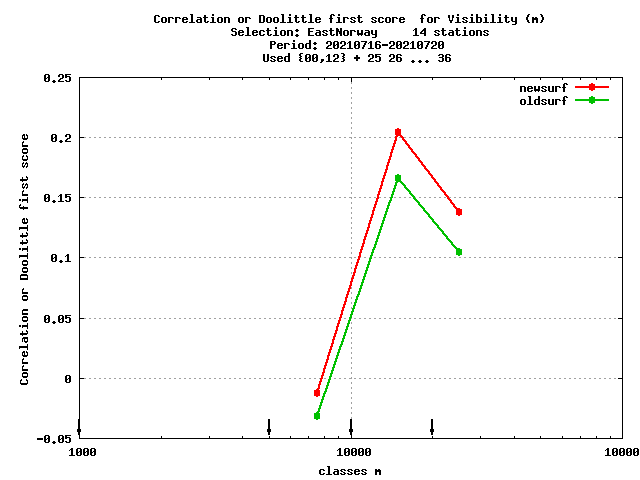 Correlation or Doolittle first score  for Visibility (m)
Selection: EastNorway     14 stations
Period: 20210716-20210720
Used {00,12} + 25 26 ... 36
newsurf
oldsurf
0.25
0.2
0.15
0.1
0.05
0
-0.05
Correlation or Doolittle first score
1000 10000 10000
classes m